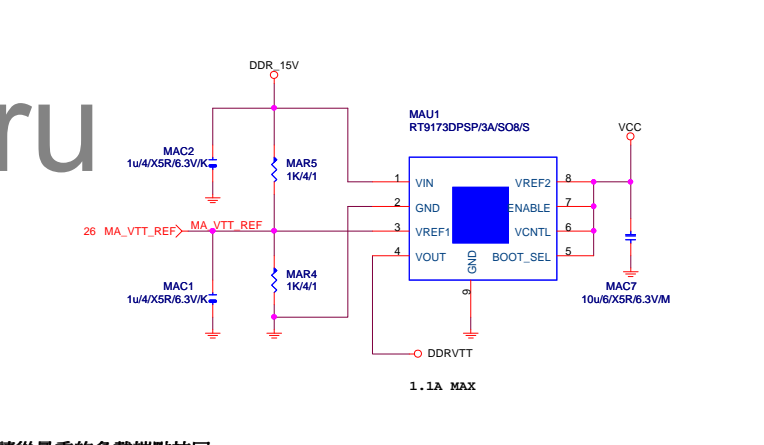 ru
DDR_15V
MAU1
RT9173DPSP/3A/SO8/S
VCC
MAC2
1u/4/X5R/6.3V/K
MAR5
1K/4/1
1 VIN VREF2 8
2 GND ENABLE 7
26 MA_VTT_REF MA_VTT_REF 3 VREF1 VCNTL 6
4 VOUT GND BOOT_SEL 5
MAC1
1u/4/X5R/6.3V/K
MAR4
1K/4/1
9
MAC7
10u/6/X5R/6.3V/M
DDRVTT
1.1A MAX